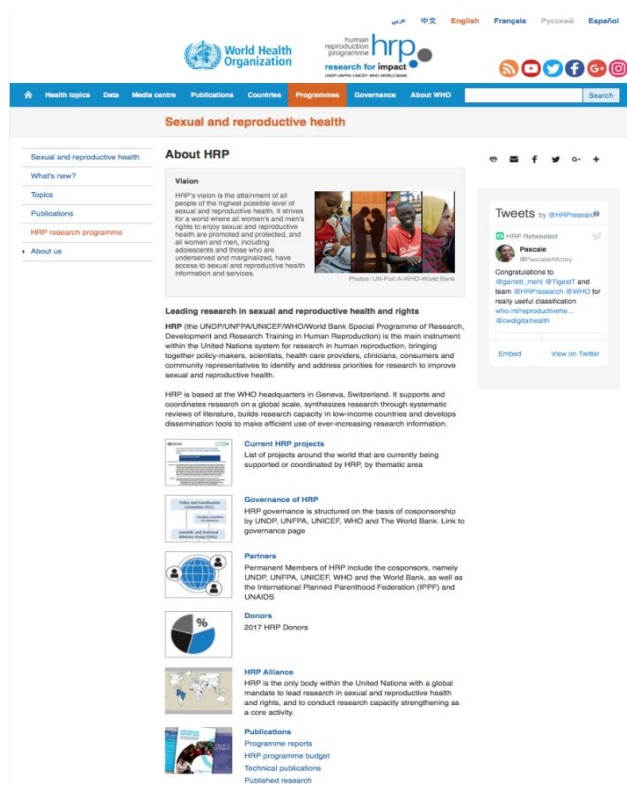 عربي 中文 English Français Русский Español
World Health
Organization
human
reproduction
programme
hrp
research for impact
UNDP·UNFPA·UNICEF·WHO·WORLD BANK
Health topics Data Media centre Publications Countries Programmes Governance About WHO Search
Sexual and reproductive health
Sexual and reproductive health
What's new?
Topics
Publications
HRP research programme
About us
About HRP
Vision
HRP's vision is the attainment of all
people of the highest possible level of
sexual and reproductive health. It strives
for a world where all women's and men's
rights to enjoy sexual and reproductive
health are promoted and protected, and
all women and men, including
adolescents and those who are
underserved and marginalized, have
access to sexual and reproductive health
information and services.
Photos: UN-Fort A-WHO-World Bank
Leading research in sexual and reproductive health and rights
HRP (the UNDP/UNFPA/UNICEF/WHO/World Bank Special Programme of Research,
Development and Research Training in Human Reproduction) is the main instrument
within the United Nations system for research in human reproduction, bringing
together policy-makers, scientists, health care providers, clinicians, consumers and
community representatives to identify and address priorities for research to improve
sexual and reproductive health.
HRP is based at the WHO headquarters in Geneva, Switzerland. It supports and
coordinates research on a global scale, synthesizes research through systematic
reviews of literature, builds research capacity in low-income countries and develops
dissemination tools to make efficient use of ever-increasing research information.
Current HRP projects
List of projects around the world that are currently being
supported or coordinated by HRP, by thematic area
Policy and Coordination
Committee (PCC)
Scientific and Technical
Advisory Group (STAG)
Governance of HRP
HRP governance is structured on the basis of cosponsorship
by UNDP, UNFPA, UNICEF, WHO and The World Bank. Link to
governance page
Partners
Permanent Members of HRP include the cosponsors, namely
UNDP, UNFPA, UNICEF, WHO and the World Bank, as well as
the International Planned Parenthood Federation (IPPF) and
UNAIDS
%
Donors
2017 HRP Donors
HRP Alliance
HRP is the only body within the United Nations with a global
mandate to lead research in sexual and reproductive health
and rights, and to conduct research capacity strengthening as
a core activity.
Publications
Programme reports
HRP programme budget
Technical publications
Published research
Tweets by @HRPresearc
HRP Retweeted
Pascale
@PascaleAllotey
Congratulations to
@garrett_mehl @TigestT and
team @HRPresearch @WHO for
really useful classification
who.int/reproductivehe…
@cwdigitalhealth
Embed View on Twitter